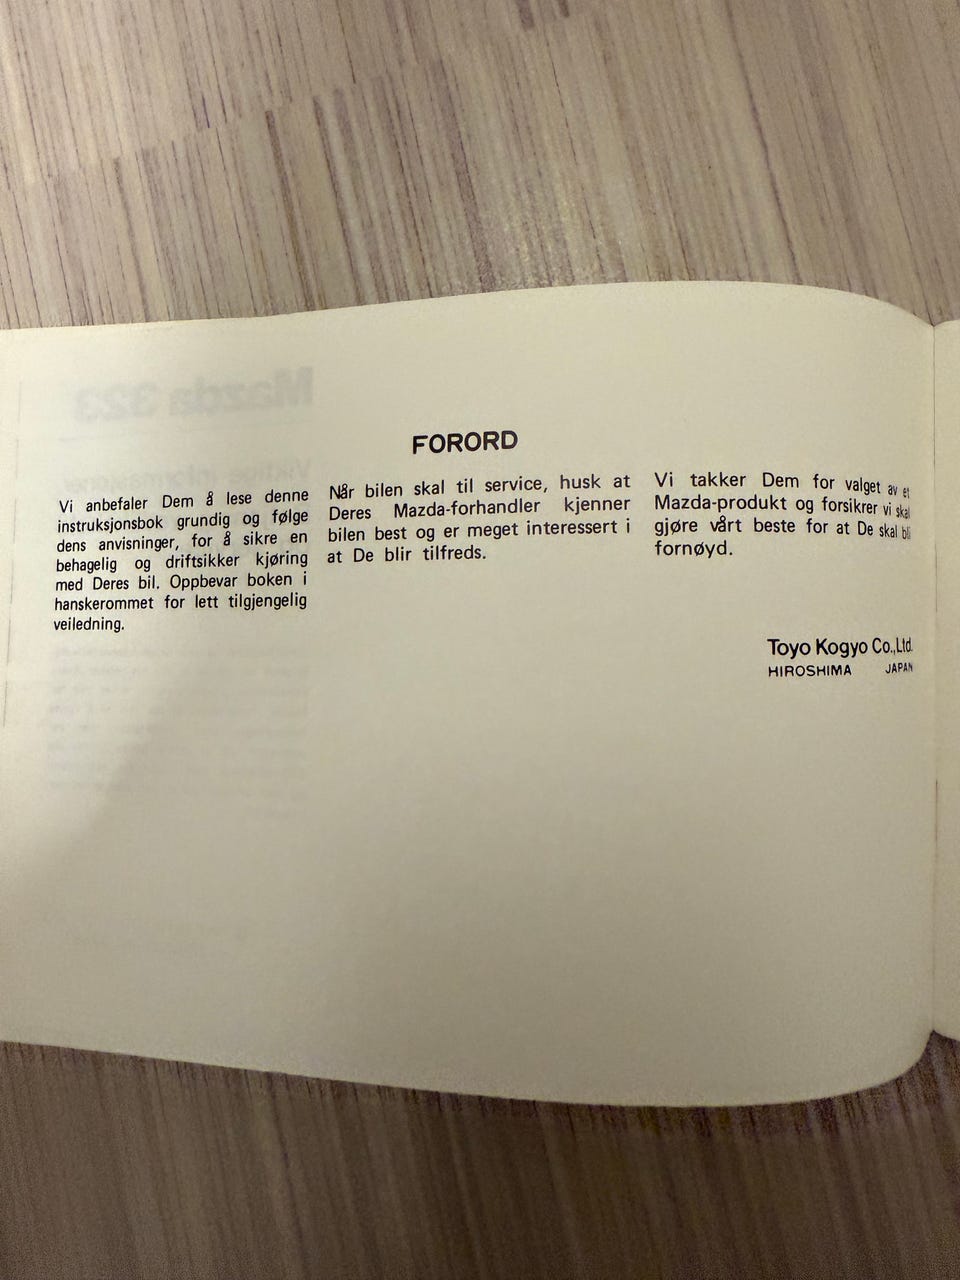 FORORD
Vi anbefaler Dem å lese denne
instruksjonsbok grundig og følge
dens anvisninger, for å sikre en
behagelig og driftsikker kjøring
med Deres bil. Oppbevar boken i
hanskerommet for lett tilgjengelig
veiledning.
Når bilen skal til service, husk at
Deres Mazda-forhandler kjenner
bilen best og er meget interessert i
at De blir tilfreds.
Vi takker Dem for valget av et
Mazda-produkt og forsikrer vi skal
gjøre vårt beste for at De skal bli
fornøyd.
Toyo Kogyo Co.,Ltd.
HIROSHIMA JAPAN
Mazda 323
Viktige informasjoner